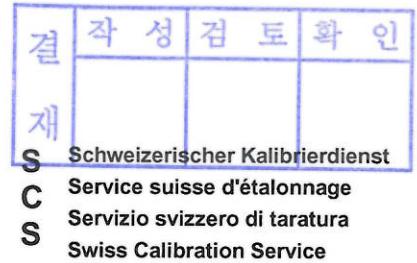 결재 작성 검토 확인
S Schweizerischer Kalibrierdienst
C Service suisse d'étalonnage
S Servizio svizzero di taratura
Swiss Calibration Service